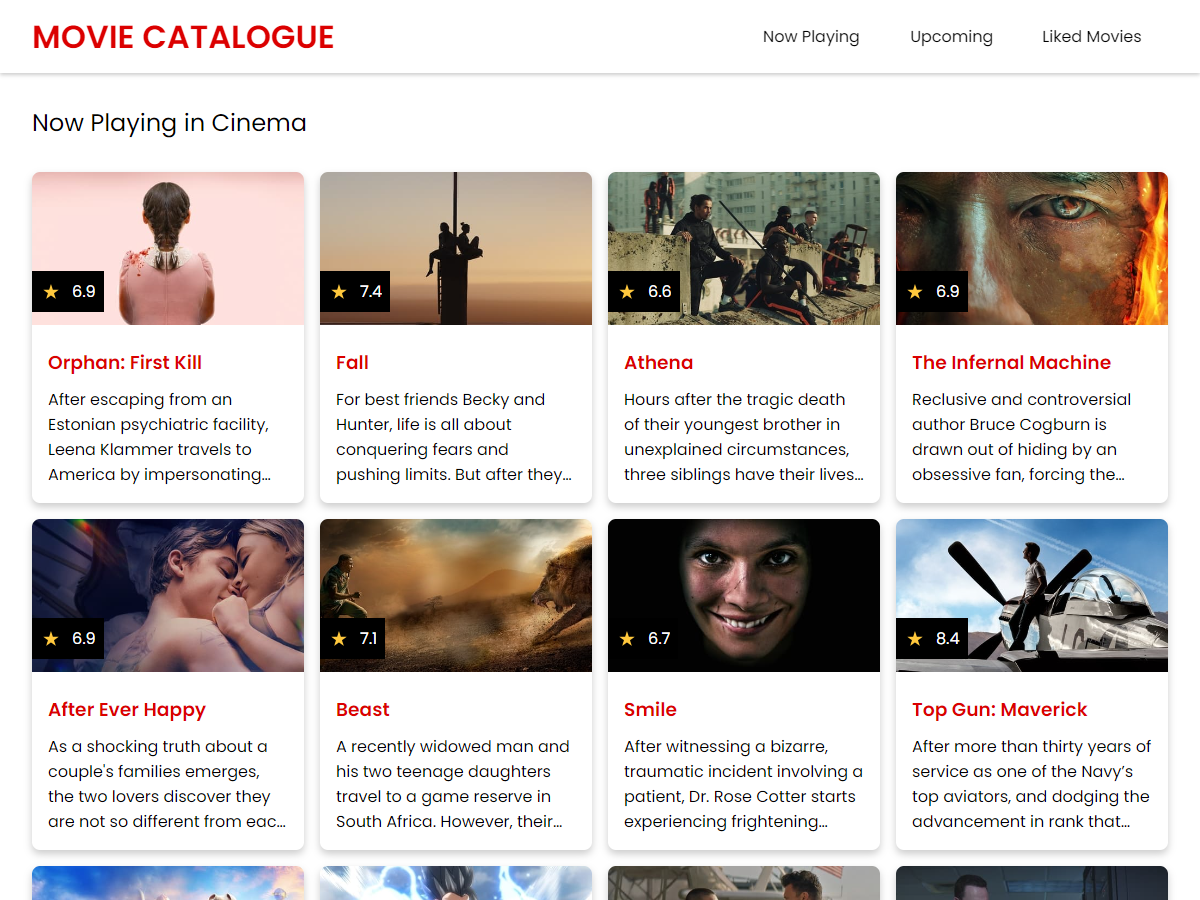 MOVIE CATALOGUE
Now Playing
Upcoming
Liked Movies
Now Playing in Cinema
★ 6.9
Orphan: First Kill
After escaping from an
Estonian psychiatric facility,
Leena Klammer travels to
America by impersonating...
★ 7.4
Fall
For best friends Becky and
Hunter, life is all about
conquering fears and
pushing limits. But after they...
★ 6.6
Athena
Hours after the tragic death
of their youngest brother in
unexplained circumstances,
three siblings have their lives...
★ 6.9
The Infernal Machine
Reclusive and controversial
author Bruce Cogburn is
drawn out of hiding by an
obsessive fan, forcing the...
★ 6.9
After Ever Happy
As a shocking truth about a
couple's families emerges,
the two lovers discover they
are not so different from eac...
★ 7.1
Beast
A recently widowed man and
his two teenage daughters
travel to a game reserve in
South Africa. However, their...
★ 6.7
Smile
After witnessing a bizarre,
traumatic incident involving a
patient, Dr. Rose Cotter starts
experiencing frightening...
★ 8.4
Top Gun: Maverick
After more than thirty years of
service as one of the Navy’s
top aviators, and dodging the
advancement in rank that...